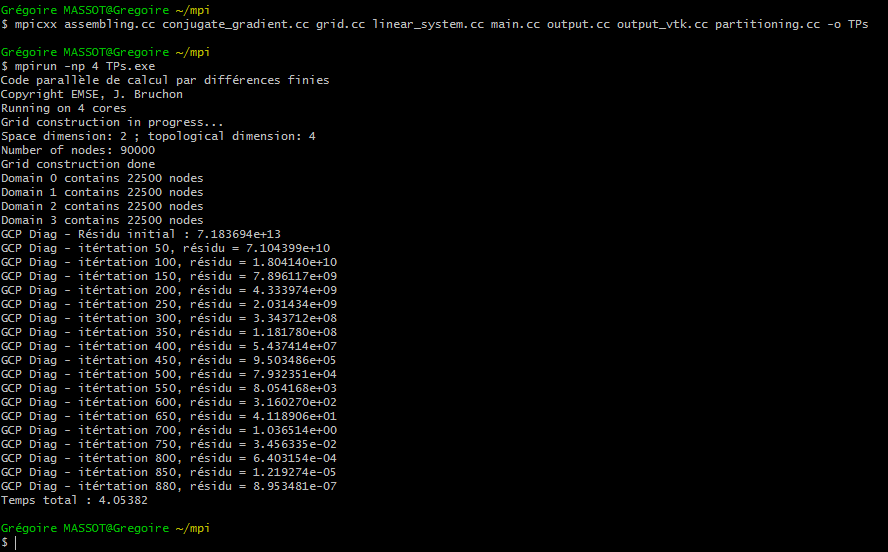 Grégoire MASSOT@Gregoire ~/mpi
$ mpicxx assembling.cc conjugate_gradient.cc grid.cc linear_system.cc main.cc output.cc output_vtk.cc partitioning.cc -o TPs
Grégoire MASSOT@Gregoire ~/mpi
$ mpirun -np 4 TPs.exe
Code parallèle de calcul par différences finies
Copyright EMSE, J. Bruchon
Running on 4 cores
Grid construction in progress...
Space dimension: 2 ; topological dimension: 4
Number of nodes: 90000
Grid construction done
Domain 0 contains 22500 nodes
Domain 1 contains 22500 nodes
Domain 2 contains 22500 nodes
Domain 3 contains 22500 nodes
GCP Diag - Résidu initial : 7.183694e+13
GCP Diag - itértation 50, résidu = 7.104399e+10
GCP Diag - itértation 100, résidu = 1.804140e+10
GCP Diag - itértation 150, résidu = 7.896117e+09
GCP Diag - itértation 200, résidu = 4.333974e+09
GCP Diag - itértation 250, résidu = 2.031434e+09
GCP Diag - itértation 300, résidu = 3.343712e+08
GCP Diag - itértation 350, résidu = 1.181780e+08
GCP Diag - itértation 400, résidu = 5.437414e+07
GCP Diag - itértation 450, résidu = 9.503486e+05
GCP Diag - itértation 500, résidu = 7.932351e+04
GCP Diag - itértation 550, résidu = 8.054168e+03
GCP Diag - itértation 600, résidu = 3.160270e+02
GCP Diag - itértation 650, résidu = 4.118906e+01
GCP Diag - itértation 700, résidu = 1.036514e+00
GCP Diag - itértation 750, résidu = 3.456335e-02
GCP Diag - itértation 800, résidu = 6.403154e-04
GCP Diag - itértation 850, résidu = 1.219274e-05
GCP Diag - itértation 880, résidu = 8.953481e-07
Temps total : 4.05382
Grégoire MASSOT@Gregoire ~/mpi
$